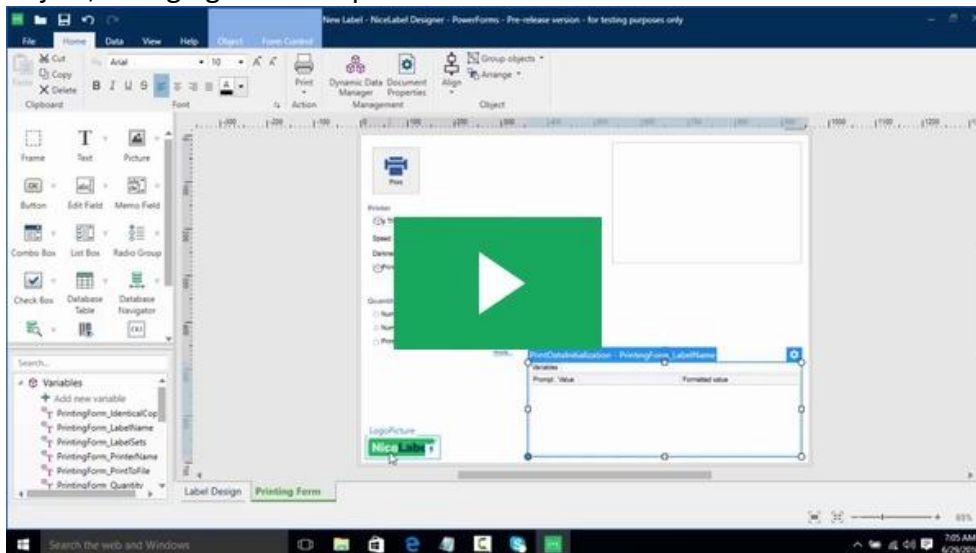 New Label - NiceLabel Designer - PowerForms - Pre-release version - for testing purposes only
File Home Data View Help Object Form Control
Cut
Copy
Delete
Clipboard
Arial 10
B I U S A
Font
Print
Action
Dynamic Data Manager
Document Properties
Management
Align
Group objects
Arrange
Object
Frame Text Picture
Button Edit Field Memo Field
Combo Box List Box Radio Group
Check Box Database Table Database Navigator
Search...
Variables
Add new variable
PrintingForm_IdenticalCop
PrintingForm_LabelName
PrintingForm_LabelSets
PrintingForm_PrinterName
PrintingForm_PrintToFile
PrintingForm_Quantity
Print
Printer
Speed
Quantit
more...
PrintDataInitialization - PrintingForm_LabelName
Variables
Prompt Value Formatted value
LogoPicture
NiceLabel
Label Design Printing Form
Search the web and Windows
7:05 AM